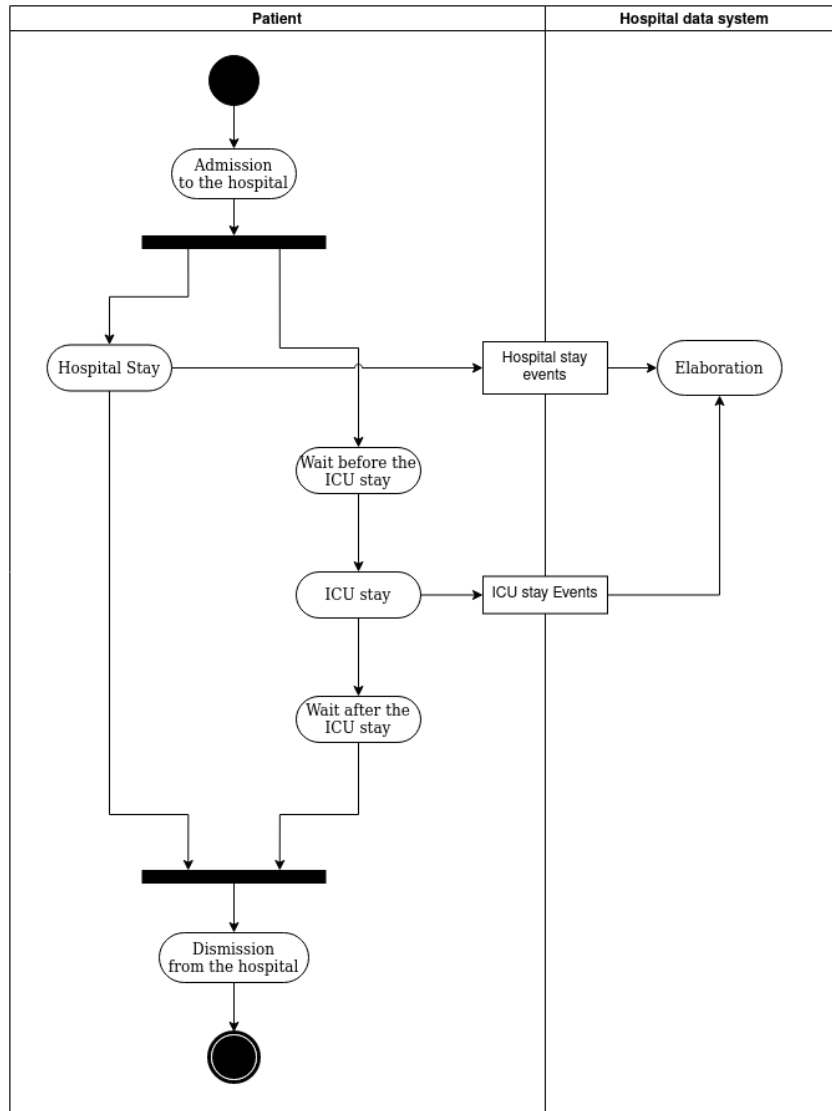 Patient
Hospital data system
Admission
to the hospital
Hospital Stay
Hospital stay
events
Elaboration
Wait before the
ICU stay
ICU stay
ICU stay Events
Wait after the
ICU stay
Dismission
from the hospital